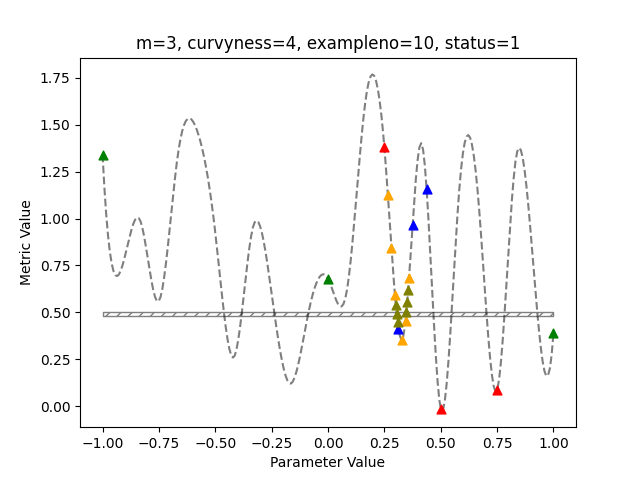 m=3, curvyness=4, exampleno=10, status=1
Metric Value
1.75
1.50
1.25
1.00
0.75
0.50
0.25
0.00
−1.00 −0.75 −0.50 −0.25 0.00 0.25 0.50 0.75 1.00
Parameter Value